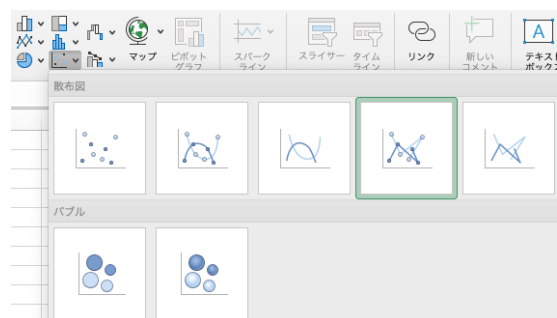 マップ
ピボット
グラフ
スパーク
ライン
スライサー
タイム
ライン
リンク
新しい
コメント
A
テキスト
ボックス
散布図
バブル